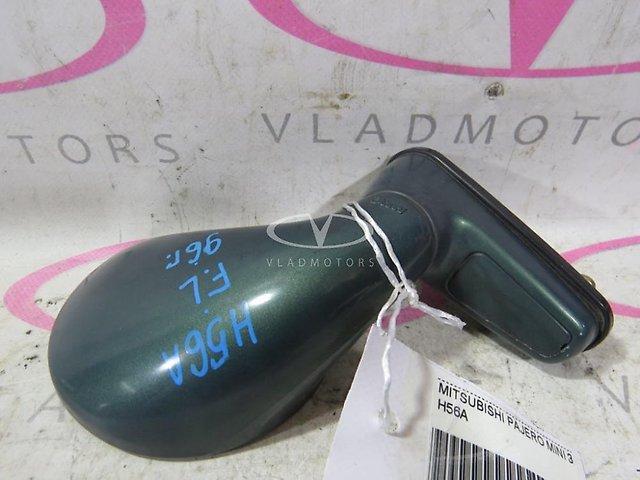 VLADMOTO
TORS
VLADMOTORS
96г.
F.L
H56A
MITSUBISHI PAJERO MINI 3
H56A